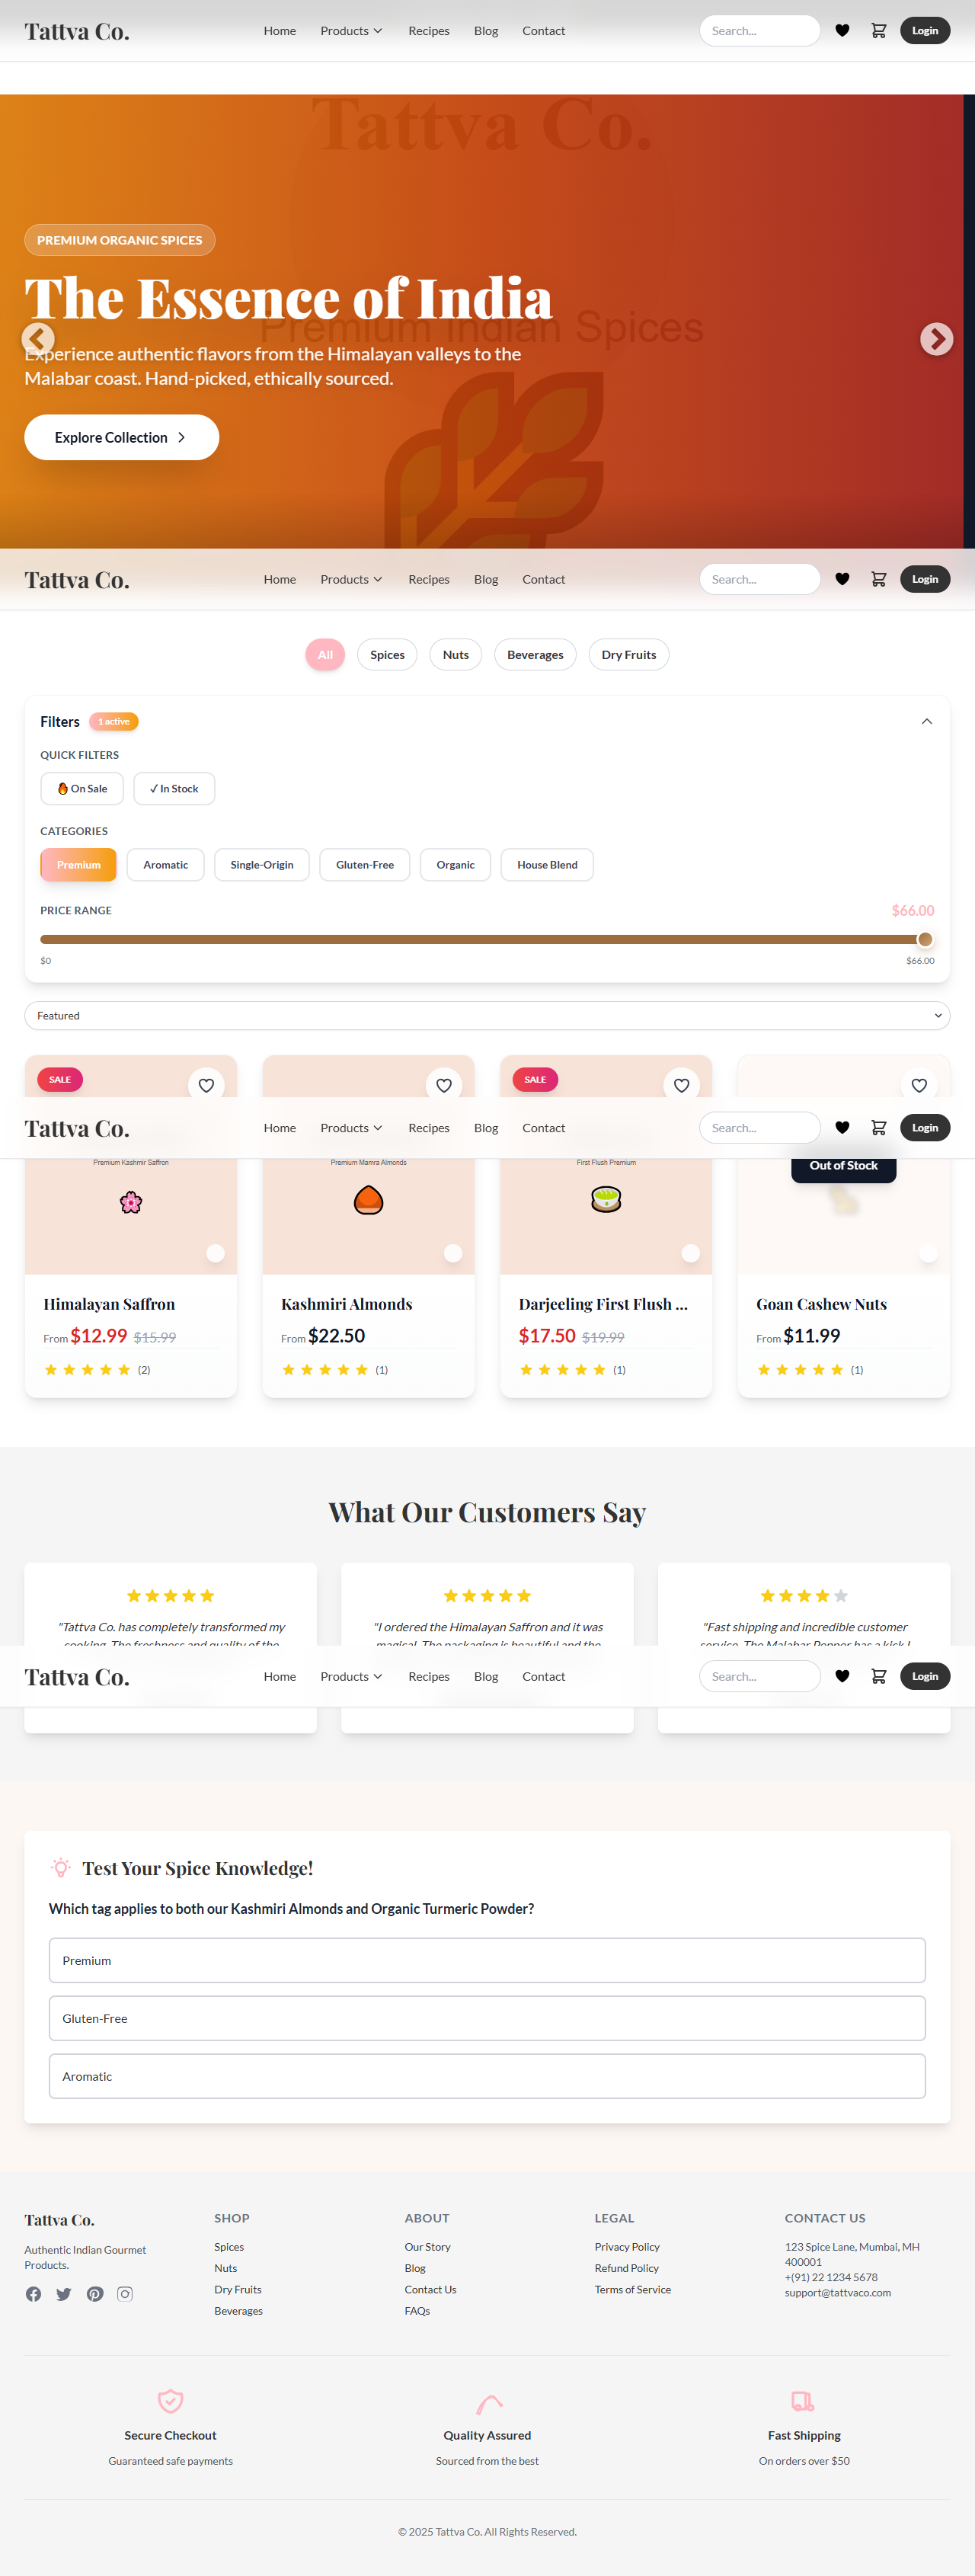 Tattva Co.
Home Products Recipes Blog Contact
Search...
Login
Tattva Co.
PREMIUM ORGANIC SPICES
The Essence of India
Premium Indian Spices
Experience authentic flavors from the Himalayan valleys to the
Malabar coast. Hand-picked, ethically sourced.
Explore Collection
Tattva Co.
Home Products Recipes Blog Contact
Search...
Login
All Spices Nuts Beverages Dry Fruits
Filters 1 active
QUICK FILTERS
🔥 On Sale ✓ In Stock
CATEGORIES
Premium Aromatic Single-Origin Gluten-Free Organic House Blend
PRICE RANGE $66.00
$0 $66.00
Featured
SALE SALE
Tattva Co.
Home Products Recipes Blog Contact
Search...
Login
Premium Kashmir Saffron Premium Mamra Almonds First Flush Premium Out of Stock
Himalayan Saffron Kashmiri Almonds Darjeeling First Flush ... Goan Cashew Nuts
From $12.99 $15.99 From $22.50 $17.50 $19.99 From $11.99
(2) (1) (1) (1)
What Our Customers Say
"Tattva Co. has completely transformed my
cooking. The freshness and quality of the
"I ordered the Himalayan Saffron and it was
magical. The packaging is beautiful and the
"Fast shipping and incredible customer
service. The Malabar Pepper has a kick I
Tattva Co.
Home Products Recipes Blog Contact
Search...
Login
Test Your Spice Knowledge!
Which tag applies to both our Kashmiri Almonds and Organic Turmeric Powder?
Premium
Gluten-Free
Aromatic
Tattva Co.
Authentic Indian Gourmet
Products.
SHOP
Spices
Nuts
Dry Fruits
Beverages
ABOUT
Our Story
Blog
Contact Us
FAQs
LEGAL
Privacy Policy
Refund Policy
Terms of Service
CONTACT US
123 Spice Lane, Mumbai, MH
400001
+(91) 22 1234 5678
support@tattvaco.com
Secure Checkout
Guaranteed safe payments
Quality Assured
Sourced from the best
Fast Shipping
On orders over $50
© 2025 Tattva Co. All Rights Reserved.